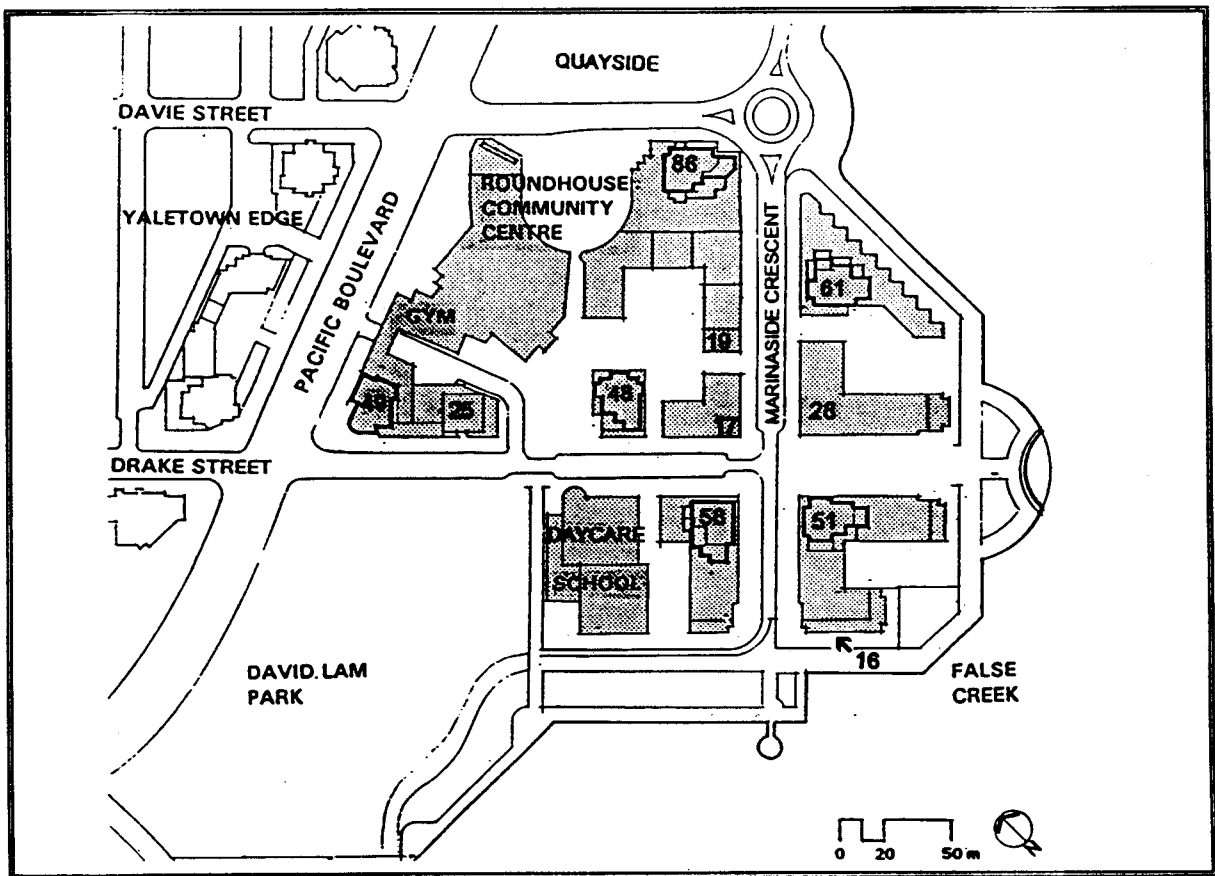 QUAYSIDE
DAVIE STREET
86
ROUNDHOUSE
COMMUNITY
CENTRE
YALETOWN EDGE
PACIFIC BOULEVARD
MARINASIDE CRESCENT
61
GYM
19
48
25
17
28
DRAKE STREET
58
51
DAYCARE
SCHOOL
16
DAVID.LAM
PARK
FALSE
CREEK
0 20 50 m
N